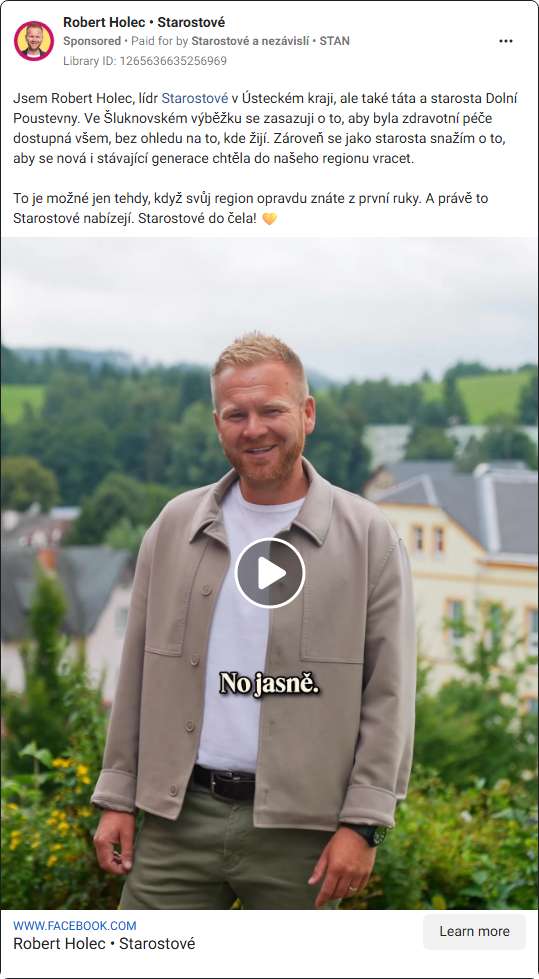 Robert Holec • Starostové
Sponsored • Paid for by Starostové a nezávislí • STAN
Library ID: 1265636635256969
Jsem Robert Holec, lídr Starostové v Ústeckém kraji, ale také táta a starosta Dolní
Poustevny. Ve Šluknovském výběžku se zasazuji o to, aby byla zdravotní péče
dostupná všem, bez ohledu na to, kde žijí. Zároveň se jako starosta snažím o to,
aby se nová i stávající generace chtěla do našeho regionu vracet.
To je možné jen tehdy, když svůj region opravdu znáte z první ruky. A právě to
Starostové nabízejí. Starostové do čela! 💛
No jasně.
WWW.FACEBOOK.COM
Robert Holec • Starostové
Learn more